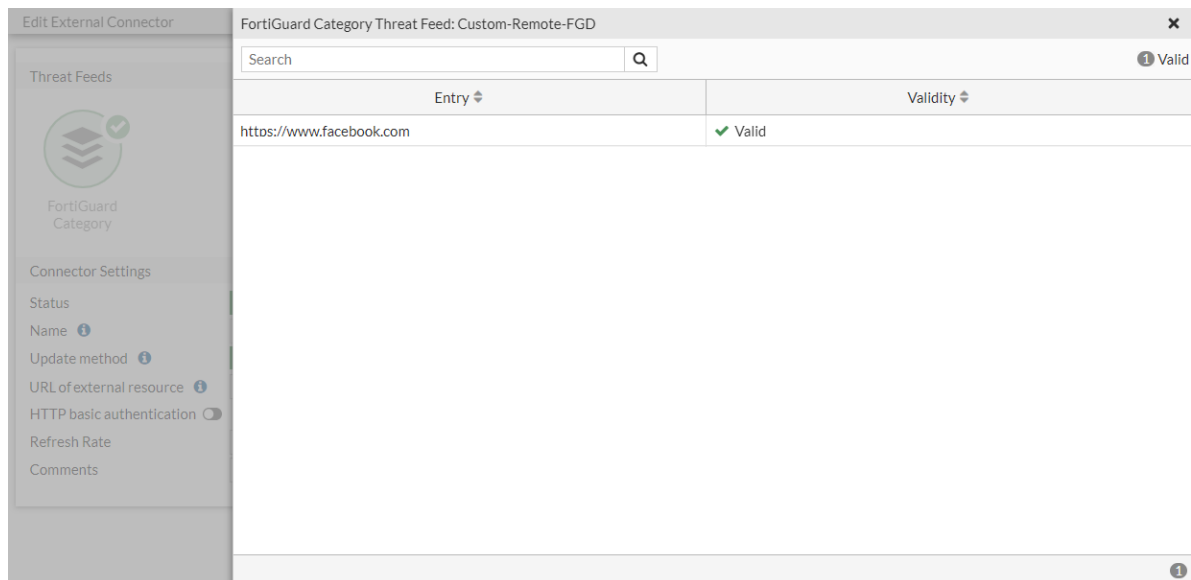 Edit External Connector
FortiGuard Category Threat Feed: Custom-Remote-FGD
Search
1 Valid
Threat Feeds
Entry
Validity
https://www.facebook.com
Valid
FortiGuard
Category
Connector Settings
Status
Name
Update method
URL of external resource
HTTP basic authentication
Refresh Rate
Comments
1